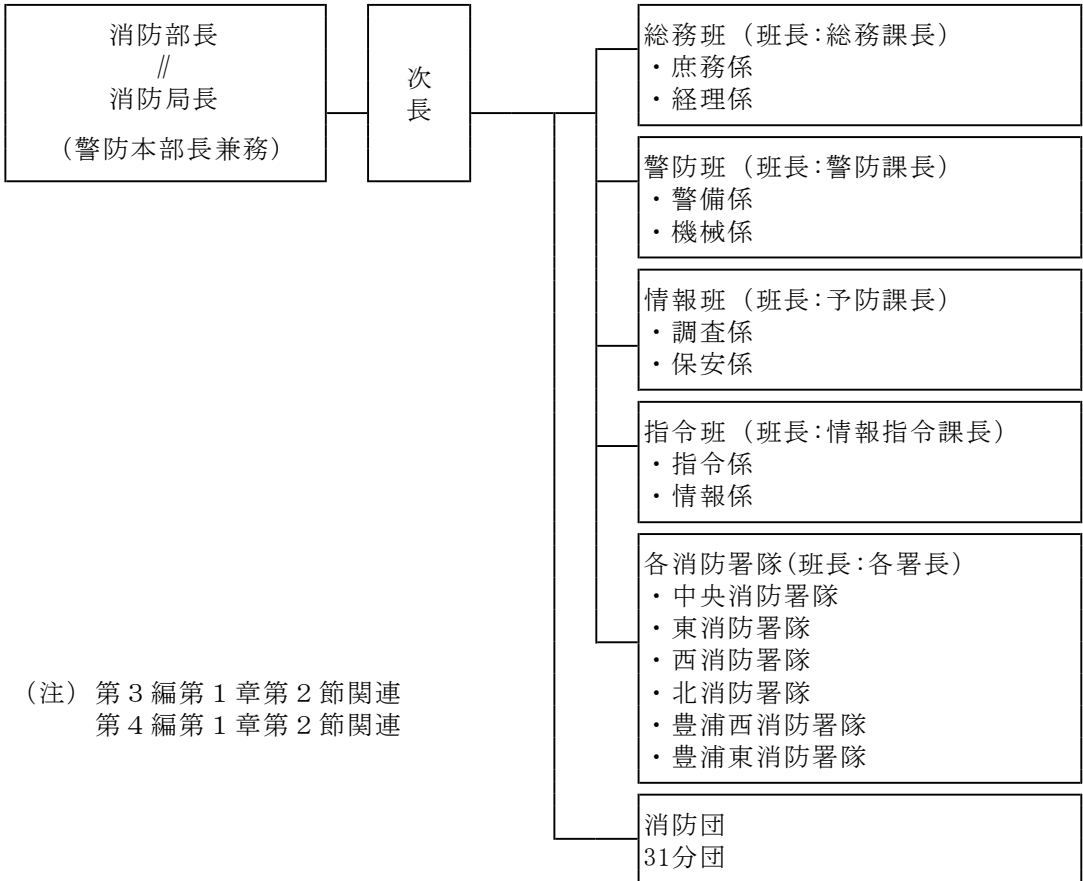 消防部長
∥
消防局長
（警防本部長兼務）
次
長
総務班（班長：総務課長）
・庶務係
・経理係
警防班（班長：警防課長）
・警備係
・機械係
情報班（班長：予防課長）
・調査係
・保安係
指令班（班長：情報指令課長）
・指令係
・情報係
各消防署隊（班長：各署長）
・中央消防署隊
・東消防署隊
・西消防署隊
・北消防署隊
・豊浦西消防署隊
・豊浦東消防署隊
消防団
31分団
（注）第３編第１章第２節関連
第４編第１章第２節関連